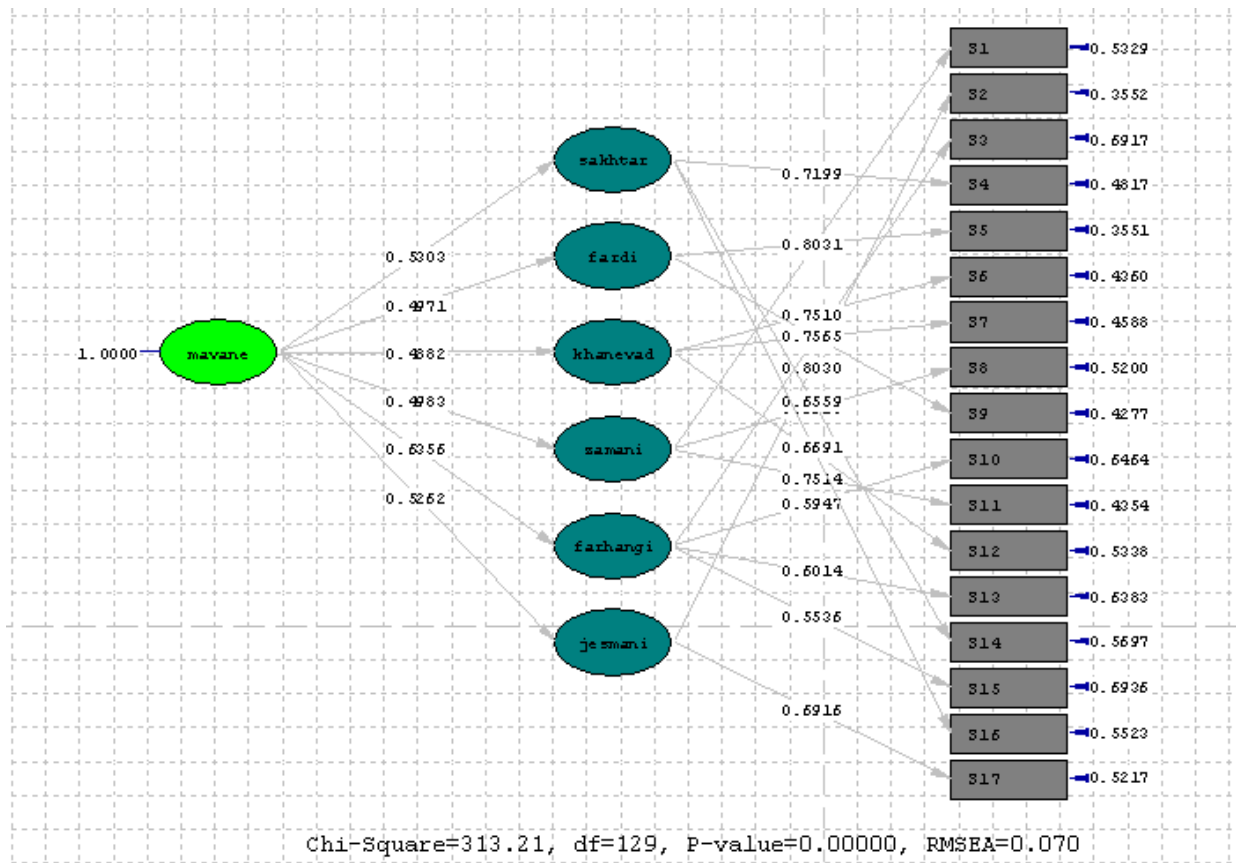 S1 0.5329
S2 0.3552
S3 0.6917
sakhtar 0.7199 S4 0.4817
0.5303 fardi 0.8031 S5 0.3551
0.4971 0.7510 S6 0.4360
1.0000 mavane 0.4882 khanevad 0.7565 S7 0.4588
0.8030 S8 0.5200
0.4983 0.6559 S9 0.4277
0.6356 zamani 0.6691 S10 0.6464
0.5262 0.7514 S11 0.4354
0.5947
farhangi S12 0.5338
0.6014 S13 0.6383
jesmani 0.5536 S14 0.5697
S15 0.6936
0.6916 S16 0.5523
S17 0.5217
Chi-Square=313.21, df=129, P-value=0.00000, RMSEA=0.070